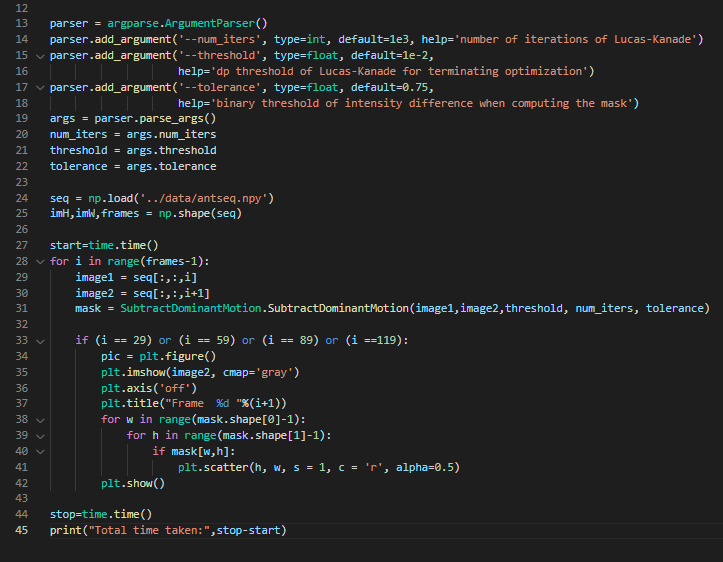 12
13 parser = argparse.ArgumentParser()
14 parser.add_argument('--num_iters', type=int, default=1e3, help='number of iterations of Lucas-Kanade')
15 parser.add_argument('--threshold', type=float, default=1e-2,
16                     help='dp threshold of Lucas-Kanade for terminating optimization')
17 parser.add_argument('--tolerance', type=float, default=0.75,
18                     help='binary threshold of intensity difference when computing the mask')
19 args = parser.parse_args()
20 num_iters = args.num_iters
21 threshold = args.threshold
22 tolerance = args.tolerance
23
24 seq = np.load('../data/antseq.npy')
25 imH,imW,frames = np.shape(seq)
26
27 start=time.time()
28 for i in range(frames-1):
29     image1 = seq[:,:,i]
30     image2 = seq[:,:,i+1]
31     mask = SubtractDominantMotion.SubtractDominantMotion(image1,image2,threshold, num_iters, tolerance)
32
33     if (i == 29) or (i == 59) or (i == 89) or (i ==119):
34         pic = plt.figure()
35         plt.imshow(image2, cmap='gray')
36         plt.axis('off')
37         plt.title("Frame  %d "%(i+1))
38         for w in range(mask.shape[0]-1):
39             for h in range(mask.shape[1]-1):
40                 if mask[w,h]:
41                     plt.scatter(h, w, s = 1, c = 'r', alpha=0.5)
42         plt.show()
43
44 stop=time.time()
45 print("Total time taken:",stop-start)